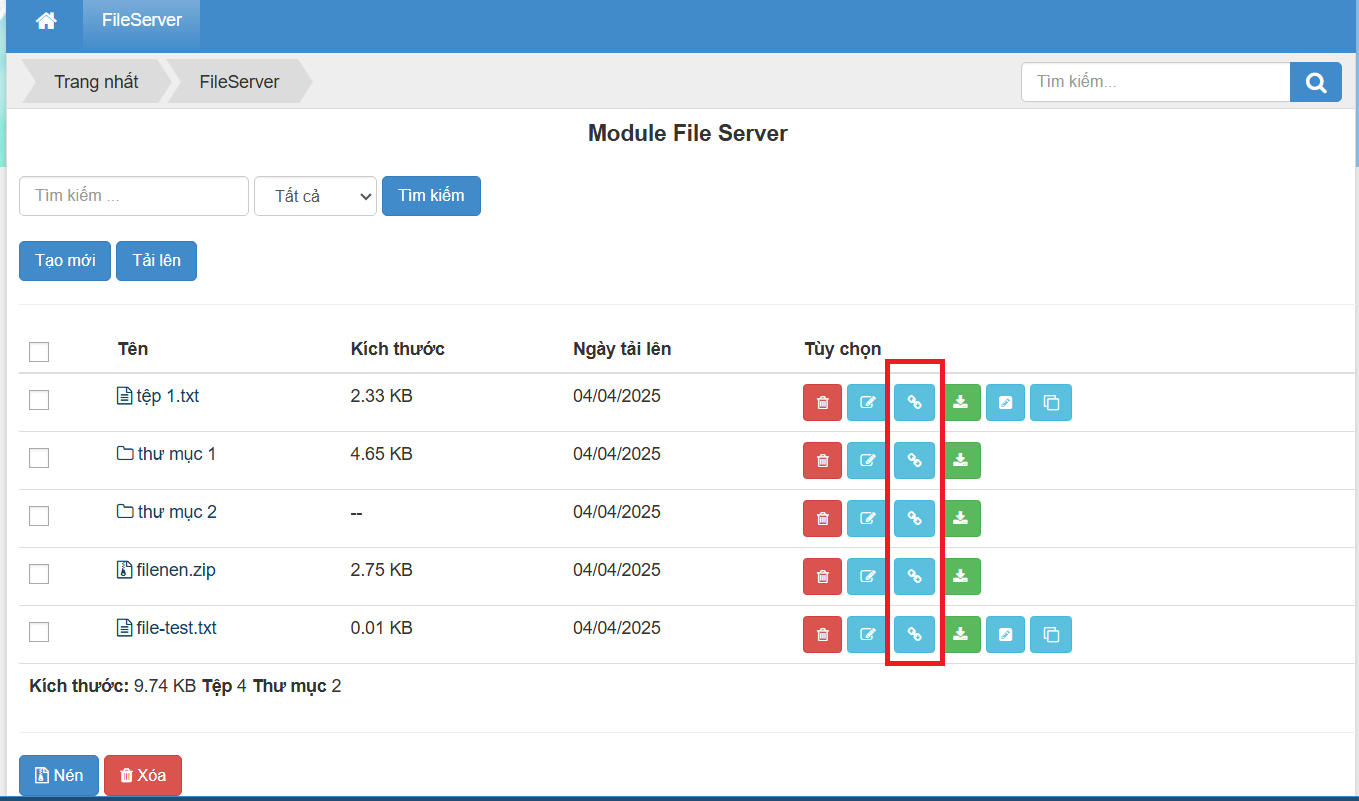 FileServer
Trang nhất FileServer Tìm kiếm...
Module File Server
Tìm kiếm ... Tất cả Tìm kiếm
Tạo mới Tải lên
Tên Kích thước Ngày tải lên Tùy chọn
tệp 1.txt 2.33 KB 04/04/2025
thư mục 1 4.65 KB 04/04/2025
thư mục 2 -- 04/04/2025
filenen.zip 2.75 KB 04/04/2025
file-test.txt 0.01 KB 04/04/2025
Kích thước: 9.74 KB Tệp 4 Thư mục 2
Nén Xóa